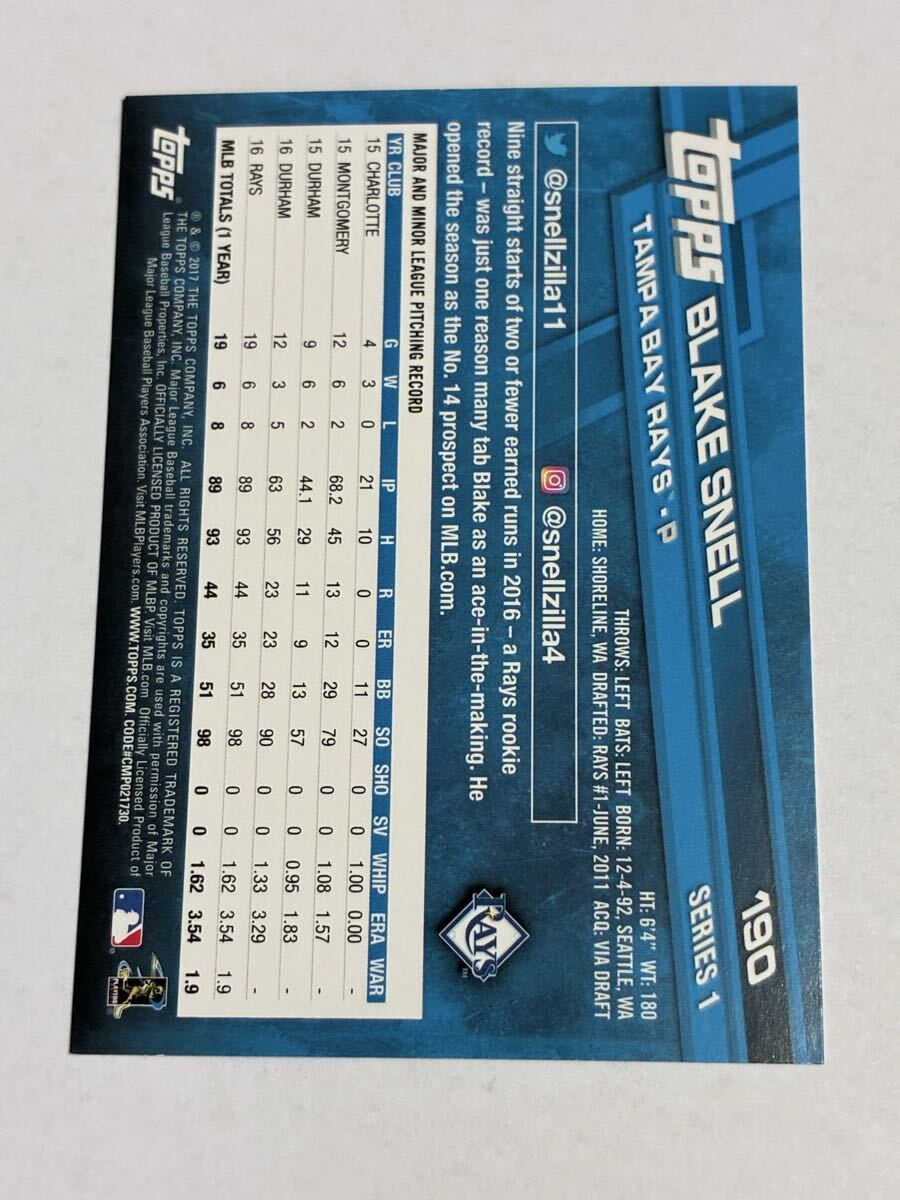 190
topps BLAKE SNELL
TAMPA BAY RAYS™ • P
SERIES 1
HT: 6'4" WT: 180
THROWS: LEFT BATS: LEFT BORN: 12-4-92, SEATTLE, WA
HOME: SHORELINE, WA DRAFTED: RAYS #1-JUNE, 2011 ACQ: VIA DRAFT
@snellzilla11 @snellzilla4
Nine straight starts of two or fewer earned runs in 2016 – a Rays rookie
record – was just one reason many tab Blake as an ace-in-the-making. He
opened the season as the No. 14 prospect on MLB.com.
RAYS™
MAJOR AND MINOR LEAGUE PITCHING RECORD
YR CLUB G W L IP H R ER BB SO SHO SV WHIP ERA WAR
15 CHARLOTTE 4 3 0 21 10 0 0 11 27 0 0 1.00 0.00 -
15 MONTGOMERY 12 6 2 68.2 45 13 12 29 79 0 0 1.08 1.57 -
15 DURHAM 9 6 2 44.1 29 11 9 13 57 0 0 0.95 1.83 -
16 DURHAM 12 3 5 63 56 23 23 28 90 0 0 1.33 3.29 -
16 RAYS 19 6 8 89 93 44 35 51 98 0 0 1.62 3.54 1.9
MLB TOTALS (1 YEAR) 19 6 8 89 93 44 35 51 98 0 0 1.62 3.54 1.9
topps®
® & © 2017 THE TOPPS COMPANY, INC. ALL RIGHTS RESERVED. TOPPS IS A REGISTERED TRADEMARK OF
THE TOPPS COMPANY, INC. Major League Baseball trademarks and copyrights are used with permission of Major
League Baseball Properties, Inc. OFFICIALLY LICENSED PRODUCT OF MLBP. Visit MLB.com Officially Licensed Product of
Major League Baseball Players Association. Visit MLBPlayers.com. WWW.TOPPS.COM. CODE#CMP021730.
PLAYERS